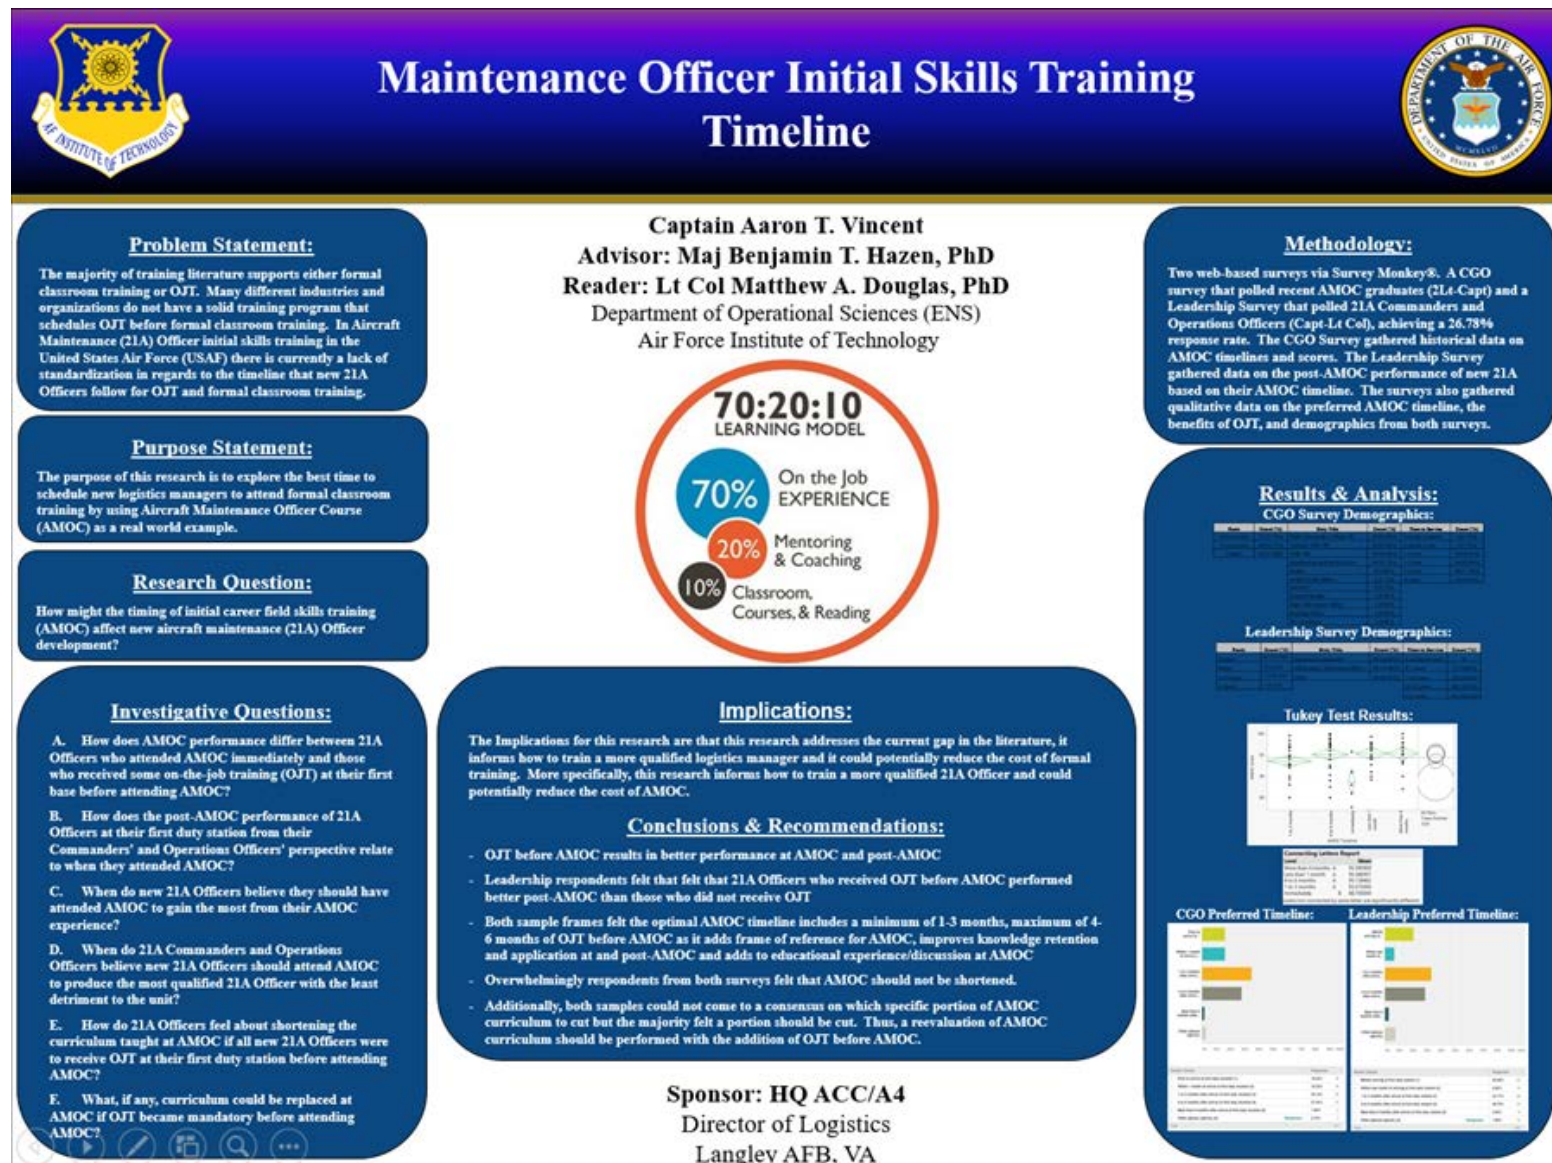 Maintenance Officer Initial Skills Training
Timeline
AF INSTITUTE OF TECHNOLOGY
DEPARTMENT OF THE AIR FORCE
UNITED STATES OF AMERICA
Captain Aaron T. Vincent
Advisor: Maj Benjamin T. Hazen, PhD
Reader: Lt Col Matthew A. Douglas, PhD
Department of Operational Sciences (ENS)
Air Force Institute of Technology
Problem Statement:
The majority of training literature supports either formal
classroom training or OJT. Many different industries and
organizations do not have a solid training program that
schedules OJT before formal classroom training. In Aircraft
Maintenance (21A) Officer initial skills training in the
United States Air Force (USAF) there is currently a lack of
standardization in regards to the timeline that new 21A
Officers follow for OJT and formal classroom training.
Purpose Statement:
The purpose of this research is to explore the best time to
schedule new logistics managers to attend formal classroom
training by using Aircraft Maintenance Officer Course
(AMOC) as a real world example.
Research Question:
How might the timing of initial career field skills training
(AMOC) affect new aircraft maintenance (21A) Officer
development?
Investigative Questions:
A. How does AMOC performance differ between 21A
Officers who attended AMOC immediately and those
who received some on-the-job training (OJT) at their first
base before attending AMOC?
B. How does the post-AMOC performance of 21A
Officers at their first duty station from their
Commanders' and Operations Officers' perspective relate
to when they attended AMOC?
C. When do new 21A Officers believe they should have
attended AMOC to gain the most from their AMOC
experience?
D. When do 21A Commanders and Operations
Officers believe new 21A Officers should attend AMOC
to produce the most qualified 21A Officer with the least
detriment to the unit?
E. How do 21A Officers feel about shortening the
curriculum taught at AMOC if all new 21A Officers were
to receive OJT at their first duty station before attending
AMOC?
F. What, if any, curriculum could be replaced at
AMOC if OJT became mandatory before attending
AMOC?
70:20:10
LEARNING MODEL
70%
On the Job
EXPERIENCE
20%
Mentoring
& Coaching
10%
Classroom,
Courses, & Reading
Implications:
The Implications for this research are that this research addresses the current gap in the literature, it
informs how to train a more qualified logistics manager and it could potentially reduce the cost of formal
training. More specifically, this research informs how to train a more qualified 21A Officer and could
potentially reduce the cost of AMOC.
Conclusions & Recommendations:
- OJT before AMOC results in better performance at AMOC and post-AMOC
- Leadership respondents felt that felt that 21A Officers who received OJT before AMOC performed
better post-AMOC than those who did not receive OJT
- Both sample frames felt the optimal AMOC timeline includes a minimum of 1-3 months, maximum of 4-
6 months of OJT before AMOC as it adds frame of reference for AMOC, improves knowledge retention
and application at and post-AMOC and adds to educational experience/discussion at AMOC
- Overwhelmingly respondents from both surveys felt that AMOC should not be shortened.
- Additionally, both samples could not come to a consensus on which specific portion of AMOC
curriculum to cut but the majority felt a portion should be cut. Thus, a reevaluation of AMOC
curriculum should be performed with the addition of OJT before AMOC.
Sponsor: HQ ACC/A4
Director of Logistics
Langley AFB, VA
Methodology:
Two web-based surveys via Survey Monkey®. A CGO
survey that polled recent AMOC graduates (2Lt-Capt) and a
Leadership Survey that polled 21A Commanders and
Operations Officers (Capt-Lt Col), achieving a 26.78%
response rate. The CGO Survey gathered historical data on
AMOC timelines and scores. The Leadership Survey
gathered data on the post-AMOC performance of new 21A
based on their AMOC timeline. The surveys also gathered
qualitative data on the preferred AMOC timeline, the
benefits of OJT, and demographics from both surveys.
Results & Analysis:
CGO Survey Demographics:
Leadership Survey Demographics:
Tukey Test Results:
Connecting Letters Report
CGO Preferred Timeline:
Leadership Preferred Timeline: